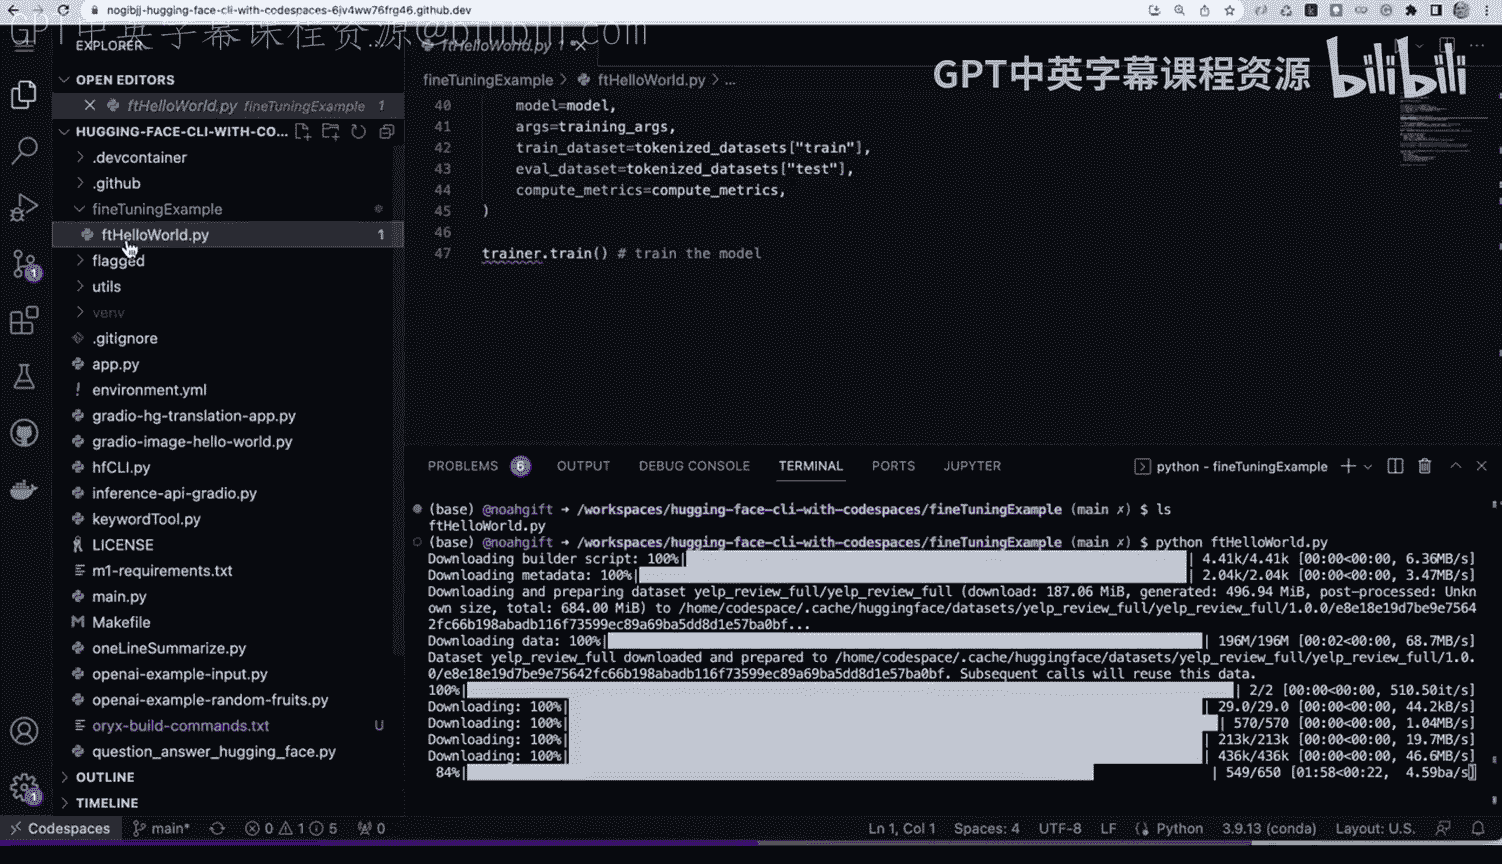 nogibjj-hugging-face-cli-with-codespaces-6jv4ww76frg46.github.dev
GPT中英字幕课程资源@bilibili.com
GPT中英字幕课程资源 bilibili
EXPLORER
ftHelloWorld.py 1
OPEN EDITORS
ftHelloWorld.py fineTuningExample 1
fineTuningExample > ftHelloWorld.py > ...
HUGGING-FACE-CLI-WITH-CO...
.devcontainer
.github
fineTuningExample
ftHelloWorld.py 1
flagged
utils
venv
.gitignore
app.py
environment.yml
gradio-hg-translation-app.py
gradio-image-hello-world.py
hfCLI.py
inference-api-gradio.py
keywordTool.py
LICENSE
m1-requirements.txt
main.py
Makefile
oneLineSummarize.py
openai-example-input.py
openai-example-random-fruits.py
oryx-build-commands.txt U
question_answer_hugging_face.py
OUTLINE
TIMELINE
40 model=model,
41 args=training_args,
42 train_dataset=tokenized_datasets["train"],
43 eval_dataset=tokenized_datasets["test"],
44 compute_metrics=compute_metrics,
45 )
46
47 trainer.train() # train the model
PROBLEMS 6 OUTPUT DEBUG CONSOLE TERMINAL PORTS JUPYTER python - fineTuningExample
(base) @noahgift → /workspaces/hugging-face-cli-with-codespaces/fineTuningExample (main ✗) $ ls
ftHelloWorld.py
(base) @noahgift → /workspaces/hugging-face-cli-with-codespaces/fineTuningExample (main ✗) $ python ftHelloWorld.py
Downloading builder script: 100%| | 4.41k/4.41k [00:00<00:00, 6.36MB/s]
Downloading metadata: 100%| | 2.04k/2.04k [00:00<00:00, 3.47MB/s]
Downloading and preparing dataset yelp_review_full/yelp_review_full (download: 187.06 MiB, generated: 496.94 MiB, post-processed: Unkn
own size, total: 684.00 MiB) to /home/codespace/.cache/huggingface/datasets/yelp_review_full/yelp_review_full/1.0.0/e8e18e19d7be9e7564
2fc66b198abadb116f73599ec89a69ba5dd8d1e57ba0bf...
Downloading data: 100%| | 196M/196M [00:02<00:00, 68.7MB/s]
Dataset yelp_review_full downloaded and prepared to /home/codespace/.cache/huggingface/datasets/yelp_review_full/yelp_review_full/1.0.
0/e8e18e19d7be9e75642fc66b198abadb116f73599ec89a69ba5dd8d1e57ba0bf. Subsequent calls will reuse this data.
100%| | 2/2 [00:00<00:00, 510.50it/s]
Downloading: 100%| | 29.0/29.0 [00:00<00:00, 44.2kB/s]
Downloading: 100%| | 570/570 [00:00<00:00, 1.04MB/s]
Downloading: 100%| | 213k/213k [00:00<00:00, 19.7MB/s]
Downloading: 100%| | 436k/436k [00:00<00:00, 46.6MB/s]
84%| | 549/650 [01:58<00:22, 4.59ba/s]
Codespaces main* 0 1 5 0 Ln 1, Col 1 Spaces: 4 UTF-8 LF Python 3.9.13 (conda) Layout: U.S.